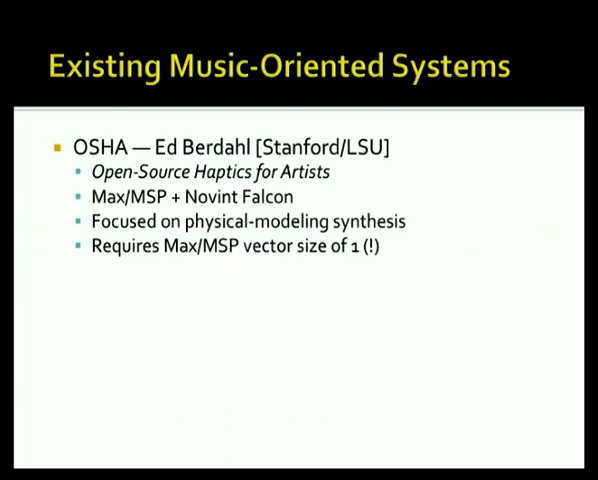 Existing Music-Oriented Systems
OSHA — Ed Berdahl [Stanford/LSU]
Open-Source Haptics for Artists
Max/MSP + Novint Falcon
Focused on physical-modeling synthesis
Requires Max/MSP vector size of 1 (!)